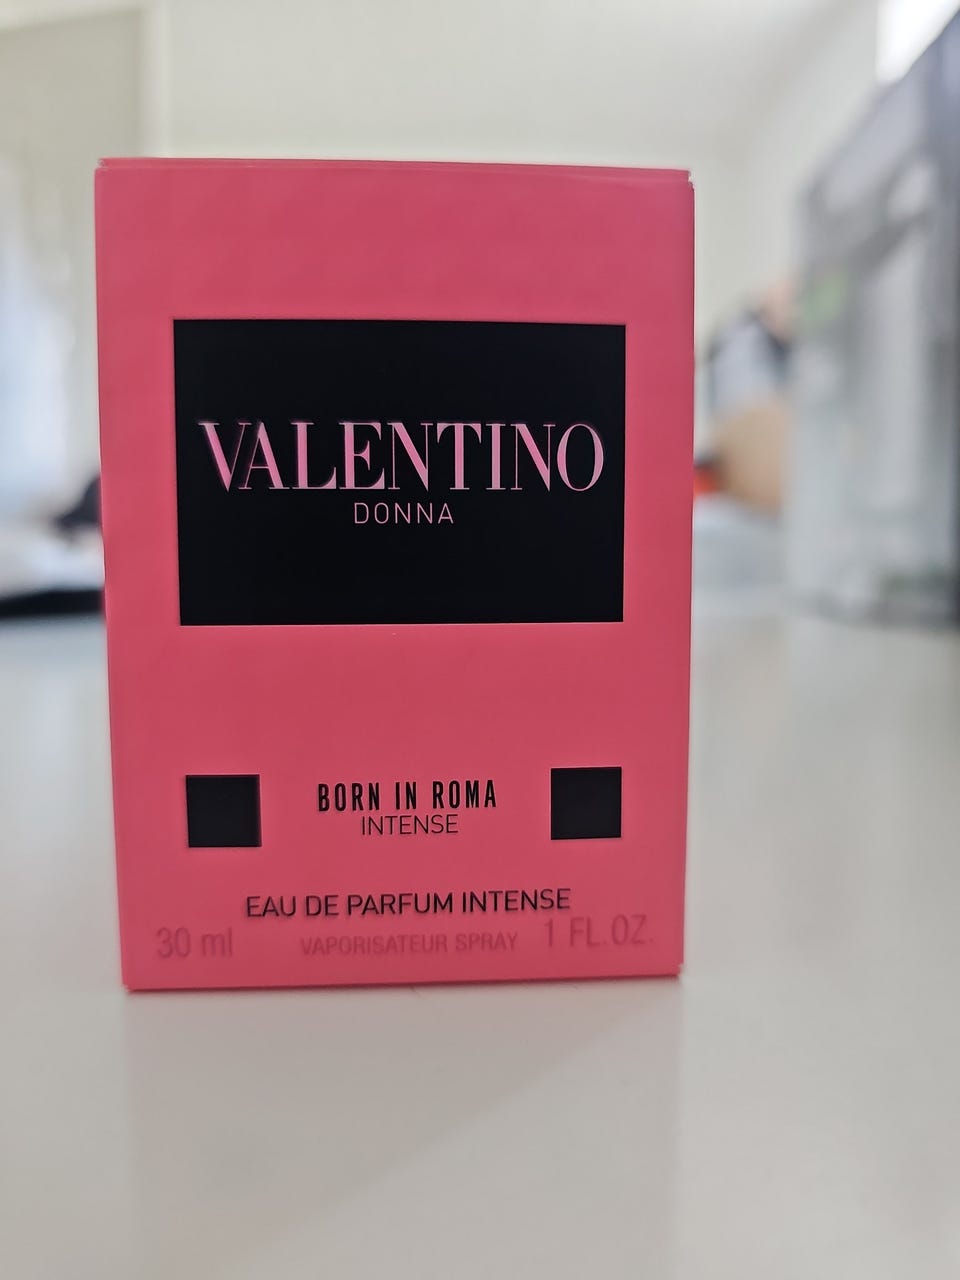 VALENTINO
DONNA
BORN IN ROMA
INTENSE
EAU DE PARFUM INTENSE
30 ml VAPORISATEUR SPRAY 1 FL.OZ.